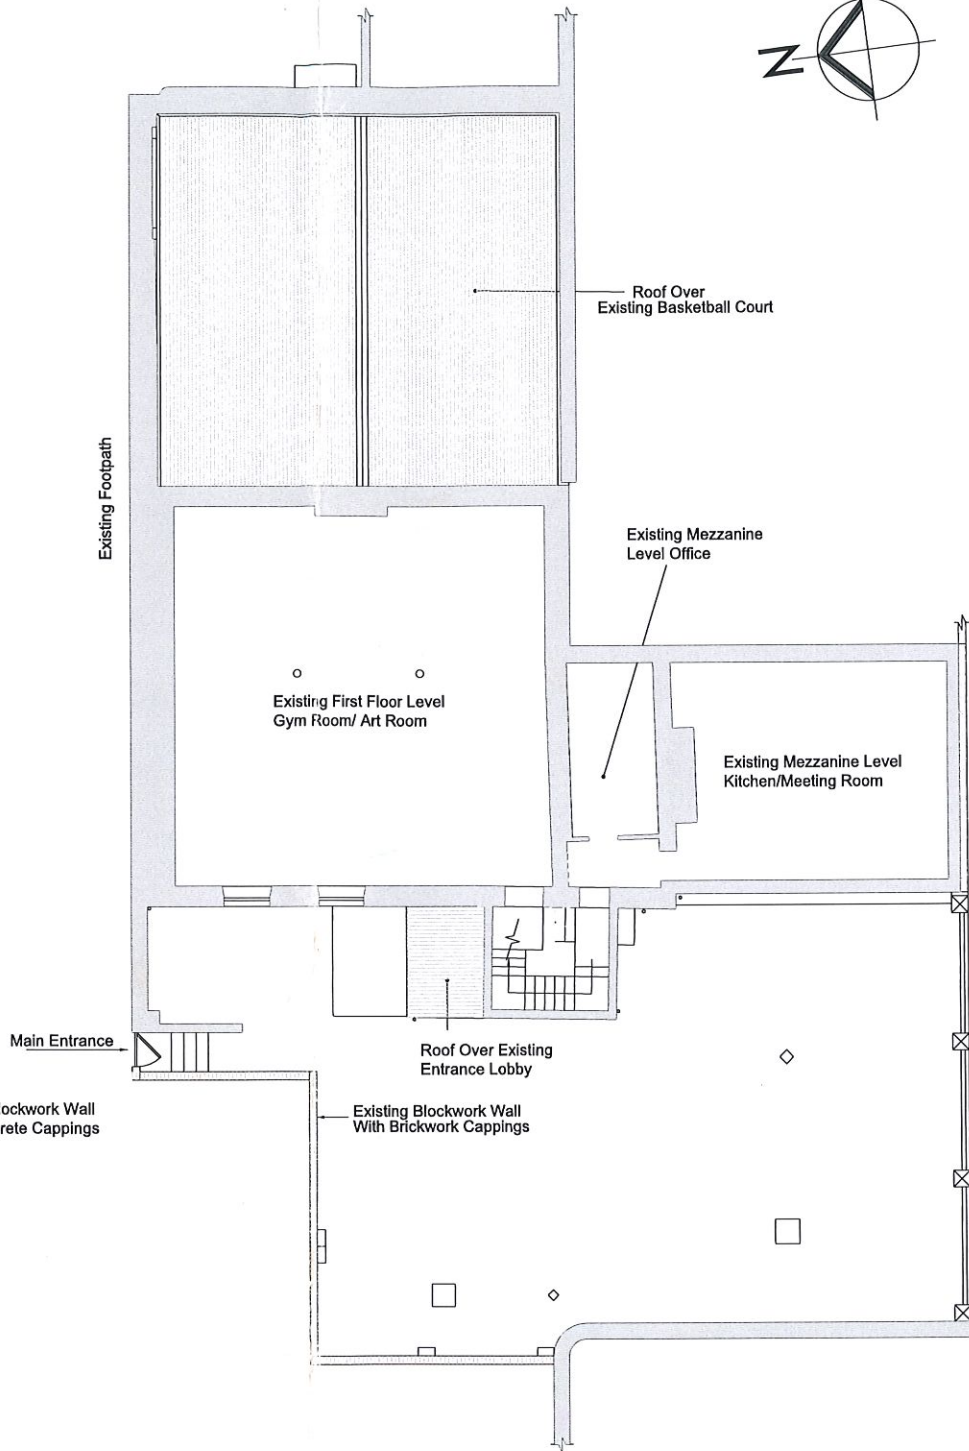 N
Roof Over
Existing Basketball Court
Existing Footpath
Existing Mezzanine
Level Office
Existing First Floor Level
Gym Room/ Art Room
Existing Mezzanine Level
Kitchen/Meeting Room
Main Entrance
Roof Over Existing
Entrance Lobby
Existing Blockwork Wall
With Brickwork Cappings
ockwork Wall
rete Cappings